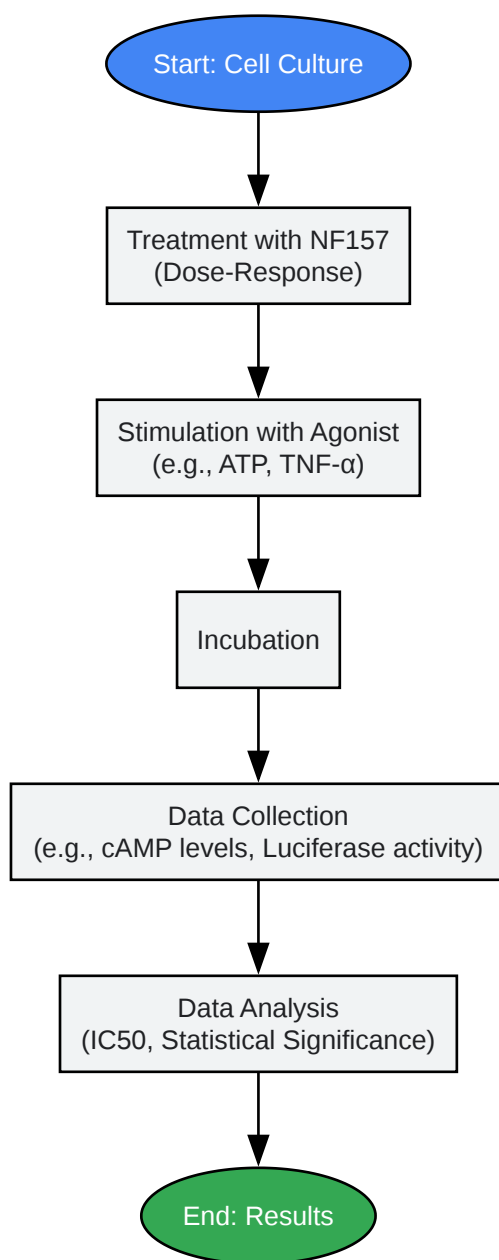 Start: Cell Culture
Treatment with NF157
(Dose-Response)
Stimulation with Agonist
(e.g., ATP, TNF-α)
Incubation
Data Collection
(e.g., cAMP levels, Luciferase activity)
Data Analysis
(IC50, Statistical Significance)
End: Results